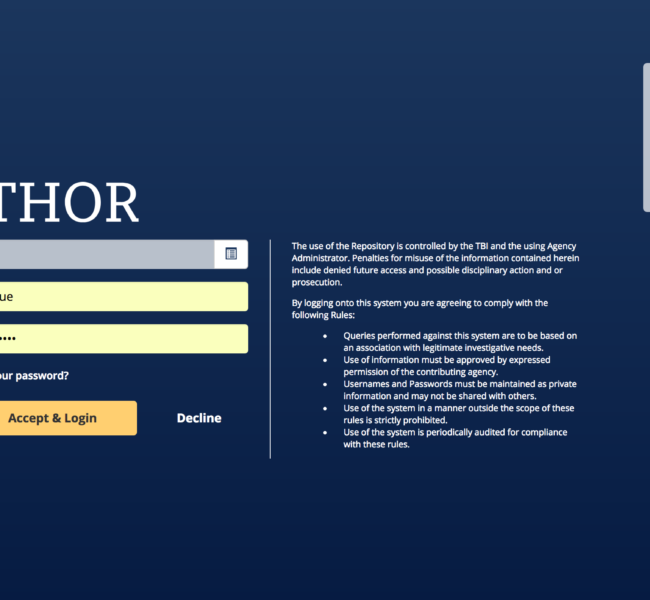 THOR
ue
••••
our password?
Accept & Login
Decline
The use of the Repository is controlled by the TBI and the using Agency
Administrator. Penalties for misuse of the information contained herein
include denied future access and possible disciplinary action and or
prosecution.
By logging onto this system you are agreeing to comply with the
following Rules:
• Queries performed against this system are to be based on
an association with legitimate investigative needs.
• Use of information must be approved by expressed
permission of the contributing agency.
• Usernames and Passwords must be maintained as private
information and may not be shared with others.
• Use of the system in a manner outside the scope of these
rules is strictly prohibited.
• Use of the system is periodically audited for compliance
with these rules.